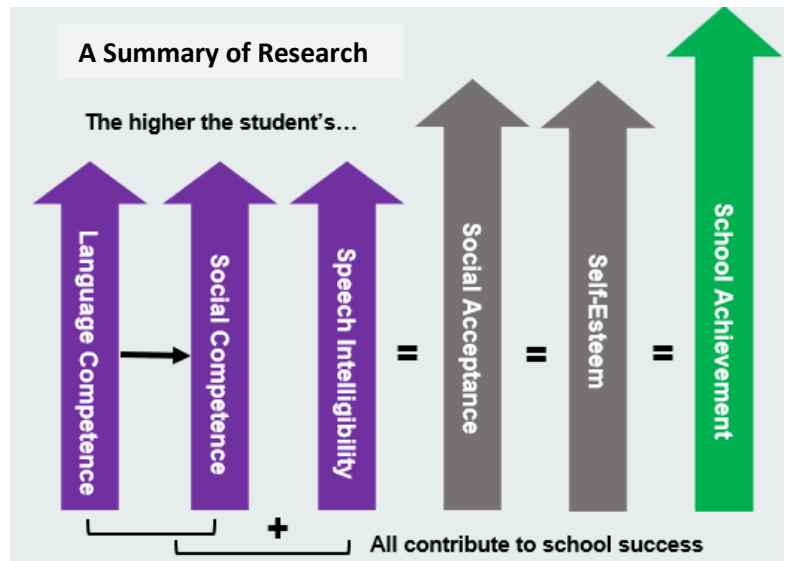 A Summary of Research
The higher the student's…
Language Competence
Social Competence
Speech Intelligibility
=
Social Acceptance
=
Self-Esteem
=
School Achievement
+
All contribute to school success